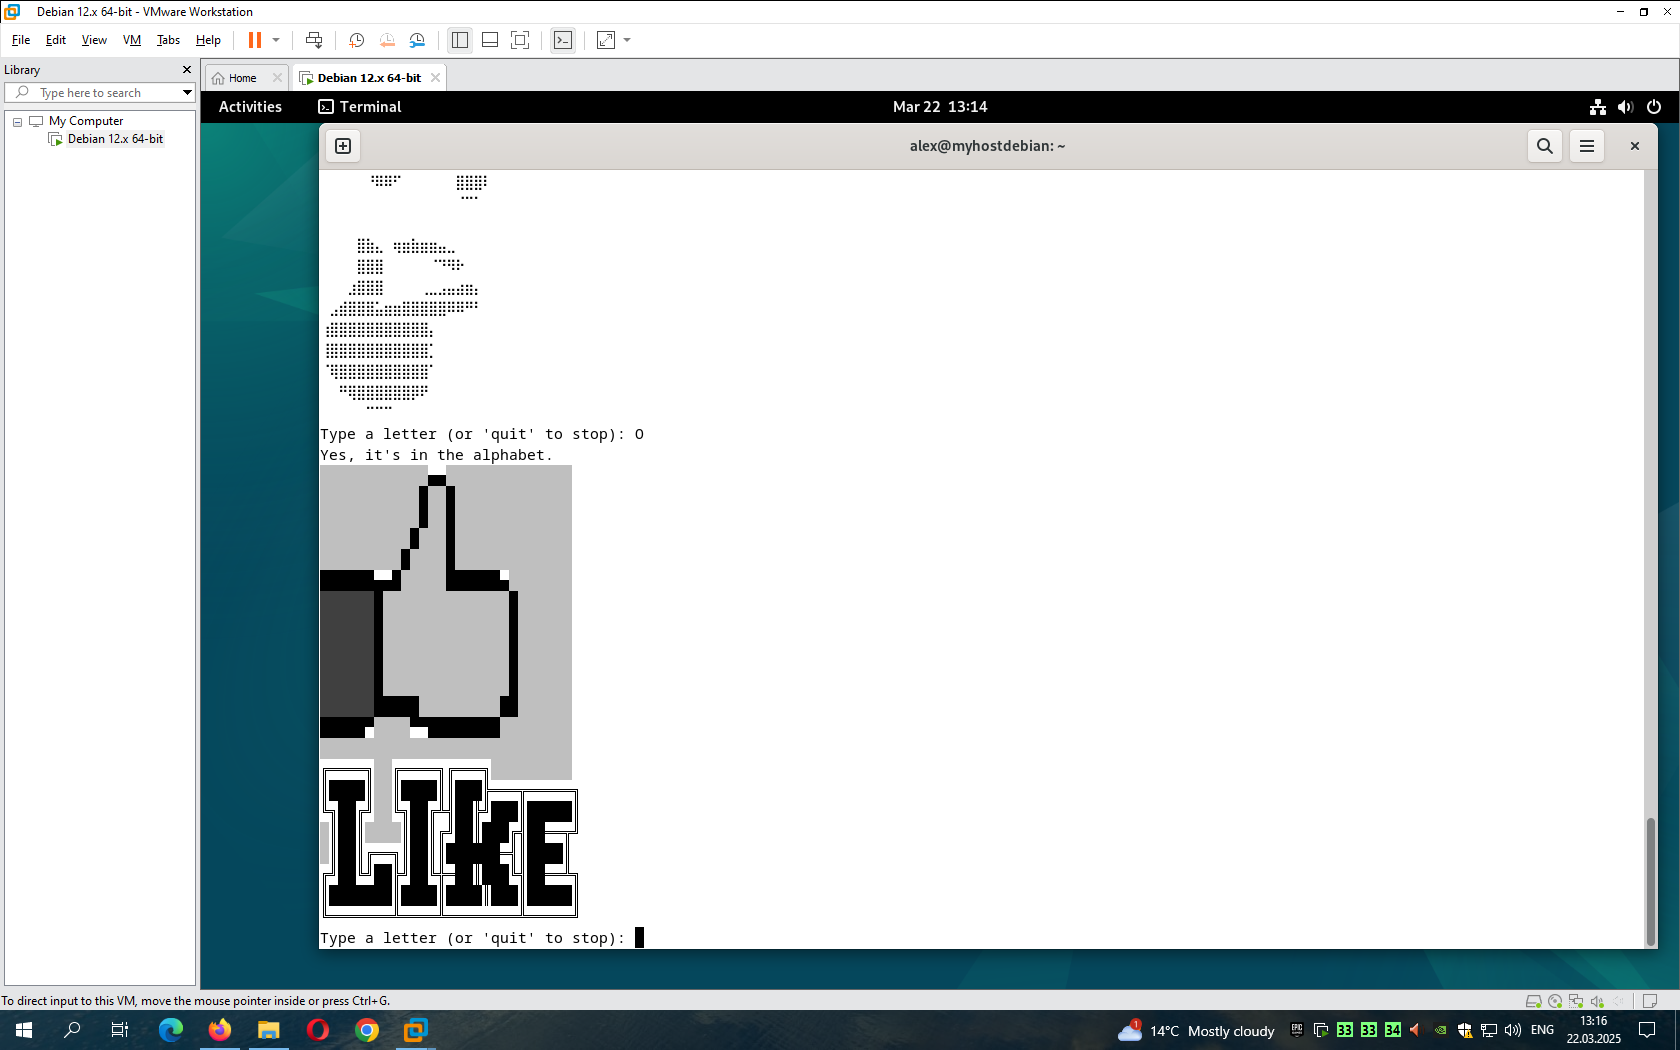 Debian 12.x 64-bit - VMware Workstation
File Edit View VM Tabs Help
Library
Home
Debian 12.x 64-bit
Type here to search
Activities
Terminal
Mar 22 13:14
My Computer
Debian 12.x 64-bit
alex@myhostdebian: ~
Type a letter (or 'quit' to stop): O
Yes, it's in the alphabet.
LIKE
Type a letter (or 'quit' to stop):
To direct input to this VM, move the mouse pointer inside or press Ctrl+G.
1
14°C Mostly cloudy
EPIC
33
33
34
ENG
13:16
22.03.2025